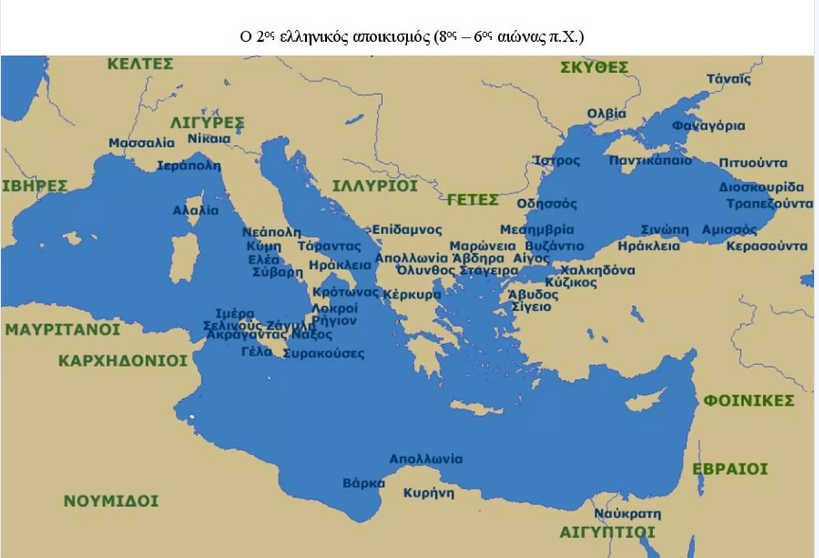 Ο 2ος ελληνικός αποικισμός (8ος – 6ος αιώνας π.Χ.)
ΚΕΛΤΕΣ
ΣΚΥΘΕΣ
Τάναϊς
Ολβία
Φαναγόρια
ΛΙΓΥΡΕΣ
Μασσαλία
Νίκαια
Ιεράπολη
Ίστρος
Παντικάπαιο
Πιτυούντα
ΙΒΗΡΕΣ
ΙΛΛΥΡΙΟΙ
ΓΕΤΕΣ
Διοσκουρίδα
Οδησσός
Τραπεζούντα
Αλαλία
Νεάπολη
Επίδαμνος
Μεσημβρία
Σινώπη
Αμισσός
Κύμη
Τάραντας
Μαρώνεια
Βυζάντιο
Ηράκλεια
Κερασούντα
Ελέα
Ηράκλεια
Απολλωνία
Άβδηρα
Αίγος
Σύβαρη
Όλυνθος
Στάγειρα
Χαλκηδόνα
Κύζικος
Κρότωνας
Κέρκυρα
Άβυδος
Σίγειο
Ιμέρα
Λοκροί
Ρήγιον
Σελινούς
Ζάγκλη
Ακράγαντας
Νάξος
Γέλα
Συρακούσες
ΜΑΥΡΙΤΑΝΟΙ
ΚΑΡΧΗΔΟΝΙΟΙ
ΦΟΙΝΙΚΕΣ
Απολλωνία
ΕΒΡΑΙΟΙ
Βάρκα
Κυρήνη
ΝΟΥΜΙΔΟΙ
Ναύκρατη
ΑΙΓΥΠΤΙΟΙ